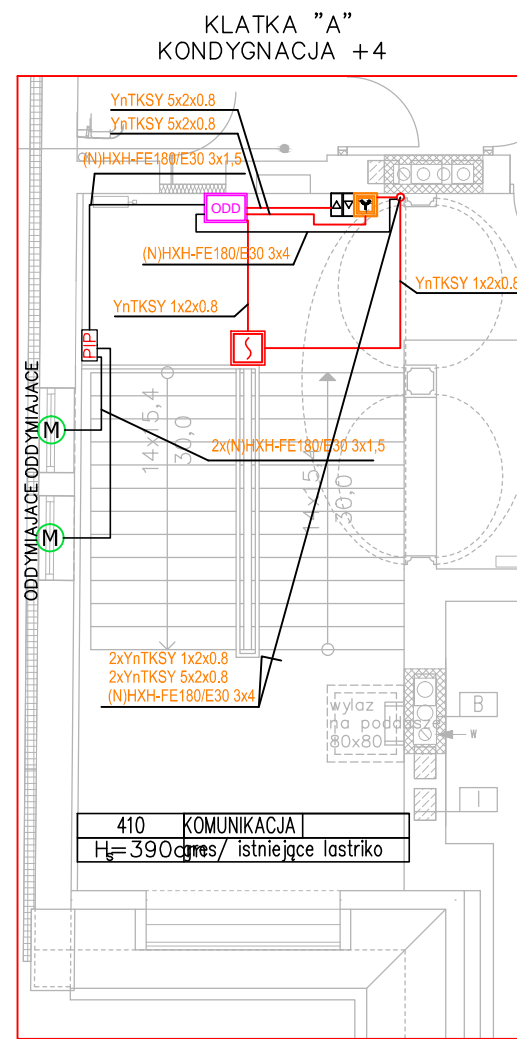 KLATKA "A"
KONDYGNACJA +4
YnTKSY 5x2x0.8
YnTKSY 5x2x0.8
(N)HXH-FE180/E30 3x1,5
ODD
(N)HXH-FE180/E30 3x4
YnTKSY 1x2x0.8
YnTKSY 1x2x0.8
PIP
14x15,4
30,0
14x15,4
30,0
M
M
ODDYMIAJACE ODDYMIAJACE
2x(N)HXH-FE180/E30 3x1,5
2xYnTKSY 1x2x0.8
2xYnTKSY 5x2x0.8
(N)HXH-FE180/E30 3x4
wylaz
na poddasze
80x80
B
w
I
410 KOMUNIKACJA
Hs=390cm gres/ istniejące lastriko